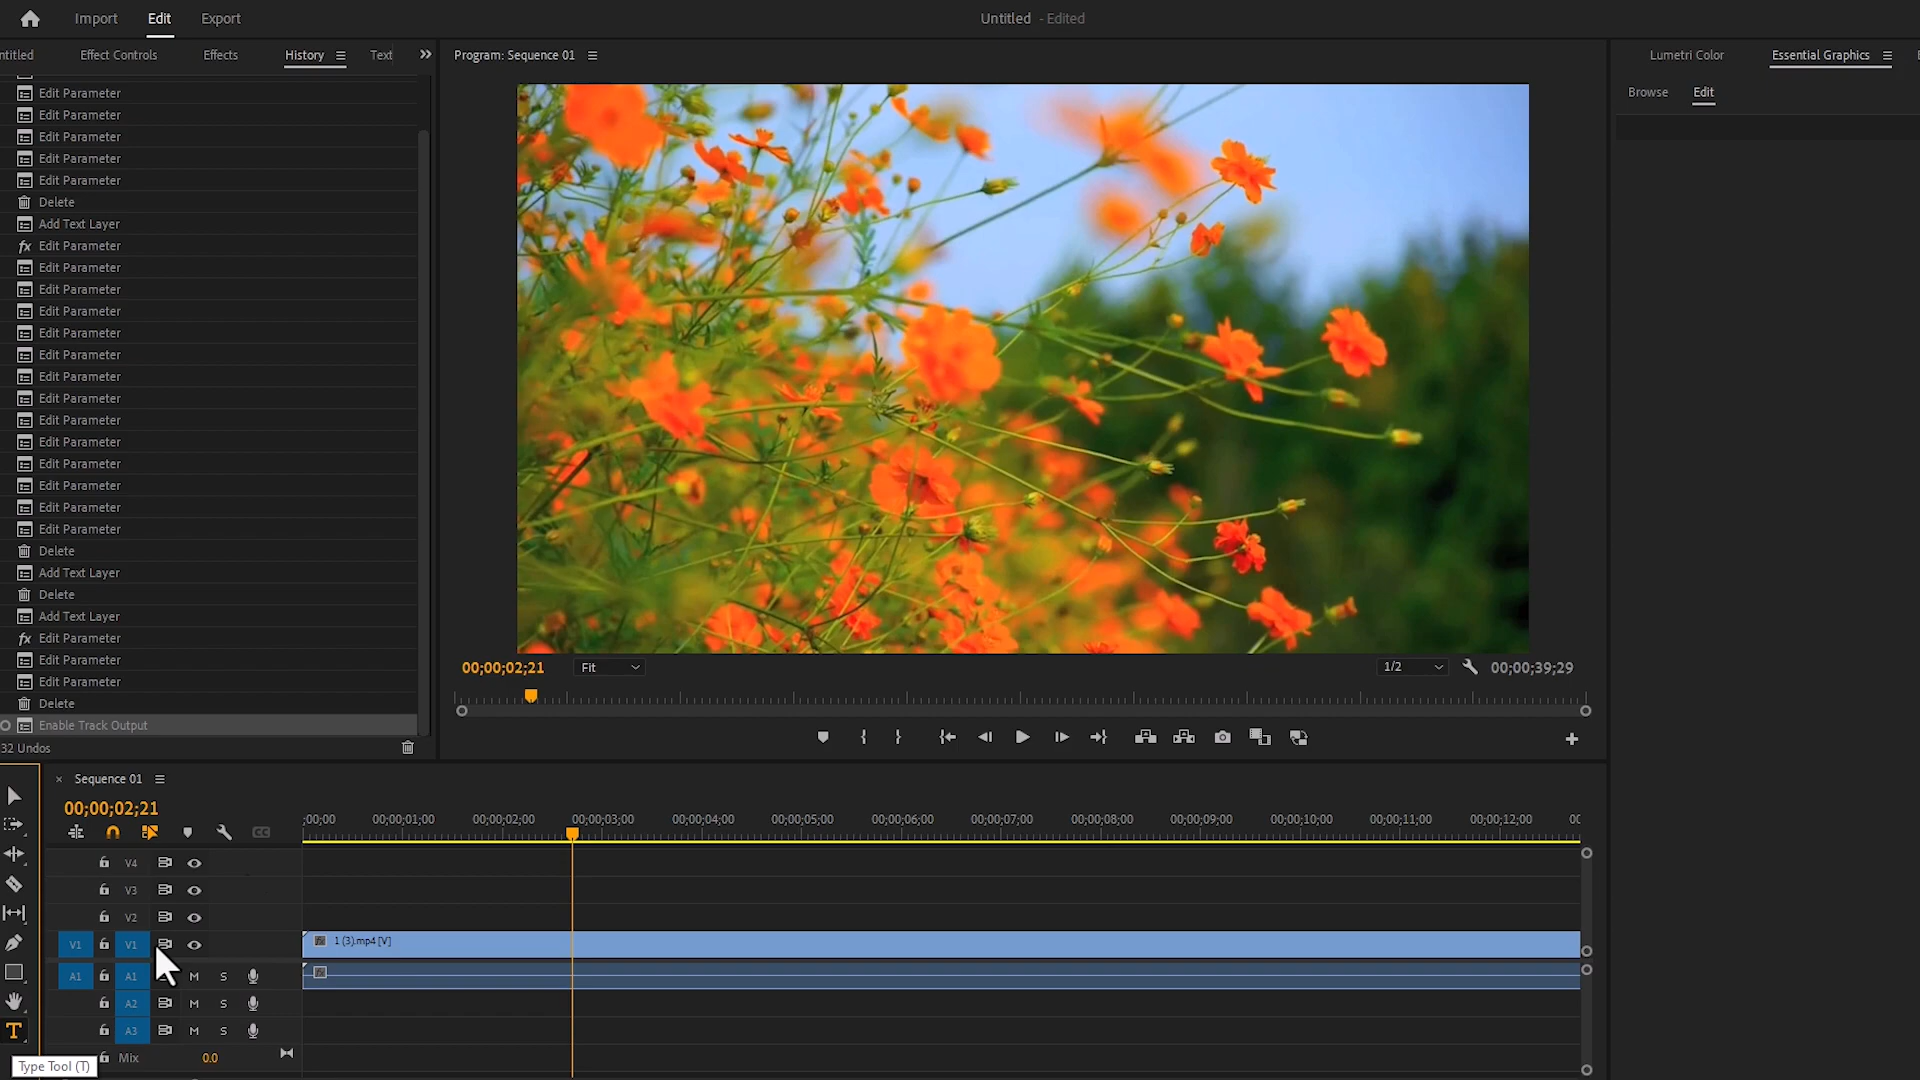 Import Edit Export Untitled - Edited
ntitled Effect Controls Effects History Text
Edit Parameter
Edit Parameter
Edit Parameter
Edit Parameter
Edit Parameter
Delete
Add Text Layer
fx Edit Parameter
Edit Parameter
Edit Parameter
Edit Parameter
Edit Parameter
Edit Parameter
Edit Parameter
Edit Parameter
Edit Parameter
Edit Parameter
Edit Parameter
Edit Parameter
Edit Parameter
Edit Parameter
Delete
Add Text Layer
Delete
Add Text Layer
fx Edit Parameter
Edit Parameter
Edit Parameter
Delete
Enable Track Output
32 Undos
Program: Sequence 01
00;00;02;21 Fit 1/2 00;00;39;29
Lumetri Color Essential Graphics
Browse Edit
× Sequence 01
00;00;02;21
;00;00 00;00;01;00 00;00;02;00 00;00;03;00 00;00;04;00 00;00;05;00 00;00;06;00 00;00;07;00 00;00;08;00 00;00;09;00 00;00;10;00 00;00;11;00 00;00;12;00 00
CC
V4
V3
V2
V1 V1 1 (3).mp4 [V]
A1 A1 M S
A2 M S
A3 M S
Mix 0.0
T
Type Tool (T)